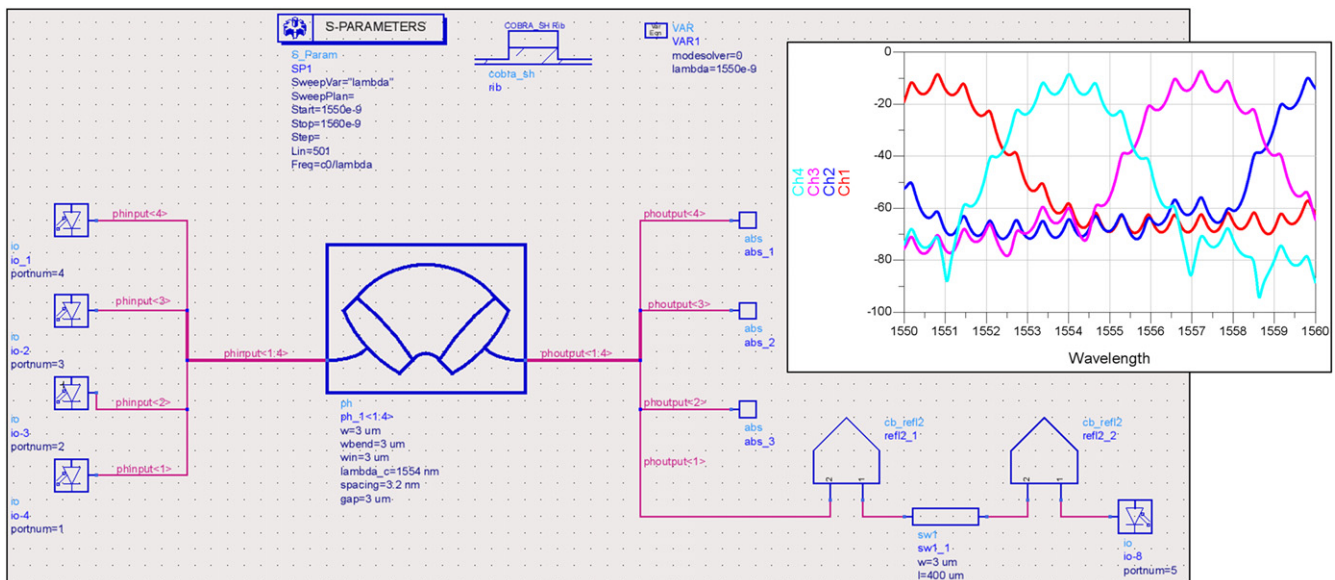 S-PARAMETERS
S_Param
SP1
SweepVar="lambda"
SweepPlan=
Start=1550e-9
Stop=1560e-9
Step=
Lin=501
Freq=c0/lambda
COBRA_SH Rib
cobra_sh
rib
Var
Eqn
VAR
VAR1
modesolver=0
lambda=1550e-9
phinput<4>
io
io_1
portnum=4
phinput<3>
io-2
portnum=3
phinput<2>
io-3
portnum=2
phinput<1>
io-4
portnum=1
phinput<1:4>
ph
ph_1<1:4>
w=3 um
wbend=3 um
win=3 um
lambda_c=1554 nm
spacing=3.2 nm
gap=3 um
phoutput<1:4>
phoutput<4>
abs
abs_1
phoutput<3>
abs
abs_2
phoutput<2>
abs
abs_3
phoutput<1>
cb_refl2
refl2_1
2
1
sw1
sw1_1
w=3 um
l=400 um
cb_refl2
refl2_2
2
1
io
io-8
portnum=5
0
-20
-40
-60
-80
-100
Ch4
Ch3
Ch2
Ch1
1550
1551
1552
1553
1554
1555
1556
1557
1558
1559
1560
Wavelength